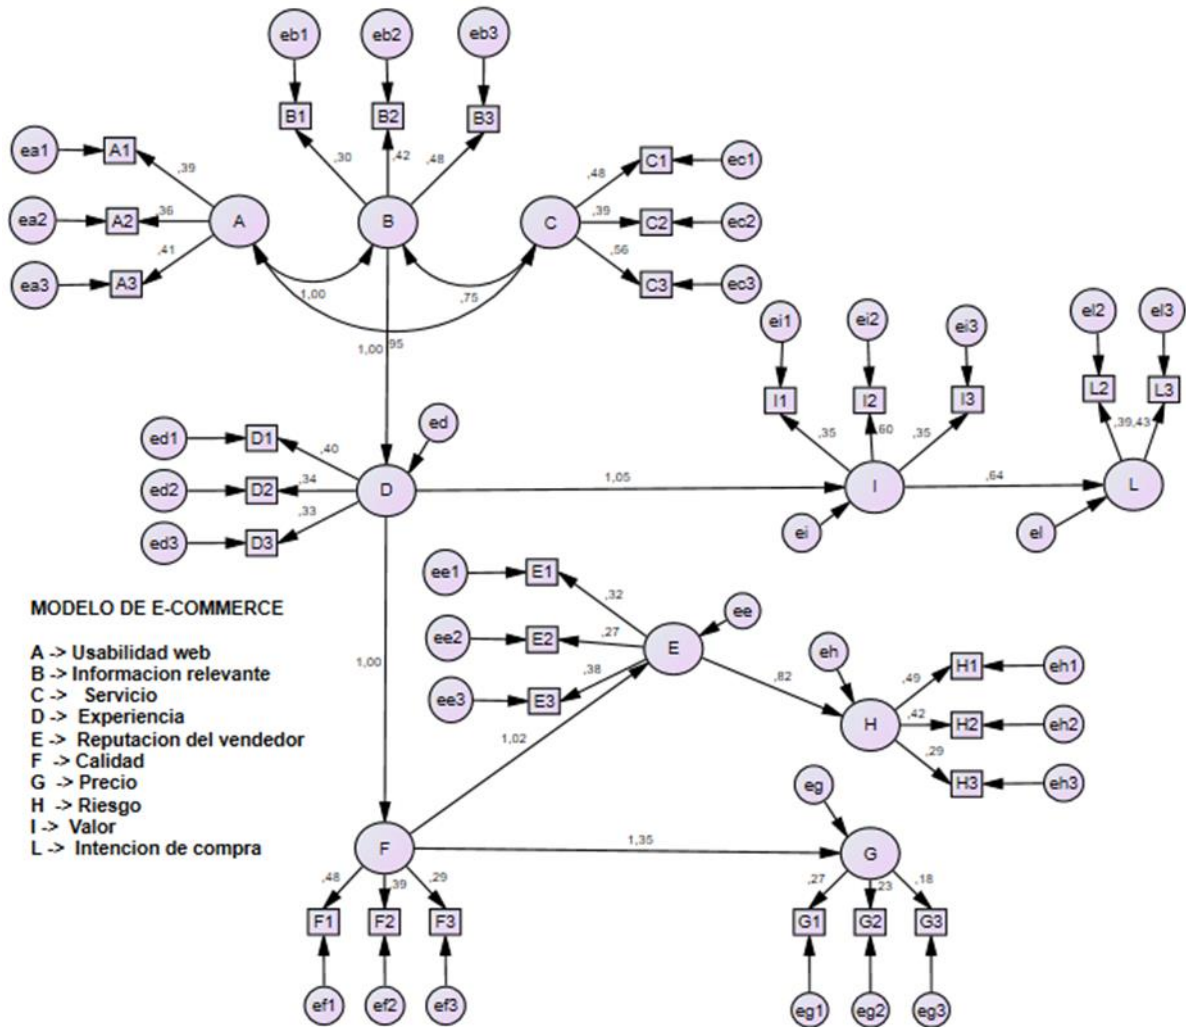 eb1 eb2 eb3
B1 B2 B3
ea1 A1 ,39
ea2 A2 ,36 A
ea3 A3 ,41
,30 ,42 ,48
B
C
,48 C1 ec1
,39 C2 ec2
,56 C3 ec3
1,00 ,75
1,00 ,95
ei1 ei2 ei3
I1 I2 I3
,35 ,60 ,35
el2 el3
L2 L3
,39 ,43
ed1 D1 ,40 ed
ed2 D2 ,34 D 1,05 I ,64 L
ed3 D3 ,33
ei el
MODELO DE E-COMMERCE
A -> Usabilidad web
B -> Informacion relevante
C -> Servicio
D -> Experiencia
E -> Reputacion del vendedor
F -> Calidad
G -> Precio
H -> Riesgo
I -> Valor
L -> Intencion de compra
1,00
ee1 E1 ,32
ee2 E2 ,27 E ee
ee3 E3 ,38
1,02
,82
eh
H
,49 H1 eh1
,42 H2 eh2
,29 H3 eh3
eg
F 1,35 G
,48 ,39 ,29
F1 F2 F3
ef1 ef2 ef3
,27 ,23 ,18
G1 G2 G3
eg1 eg2 eg3